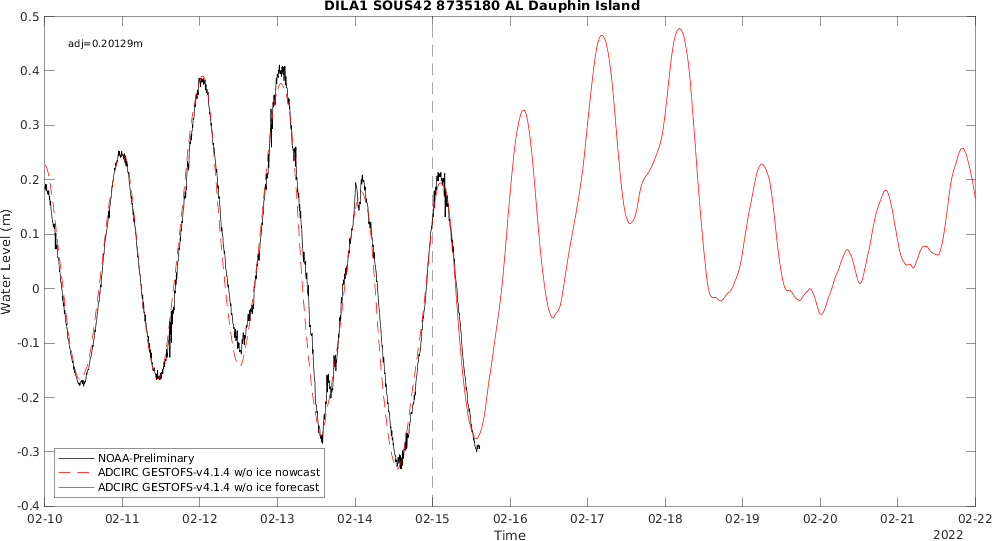 DILA1 SOUS42 8735180 AL Dauphin Island
adj=0.20129m
0.5
0.4
0.3
0.2
0.1
0
-0.1
-0.2
-0.3
-0.4
Water Level (m)
NOAA-Preliminary
ADCIRC GESTOFS-v4.1.4 w/o ice nowcast
ADCIRC GESTOFS-v4.1.4 w/o ice forecast
02-10 02-11 02-12 02-13 02-14 02-15 02-16 02-17 02-18 02-19 02-20 02-21 02-22
Time
2022